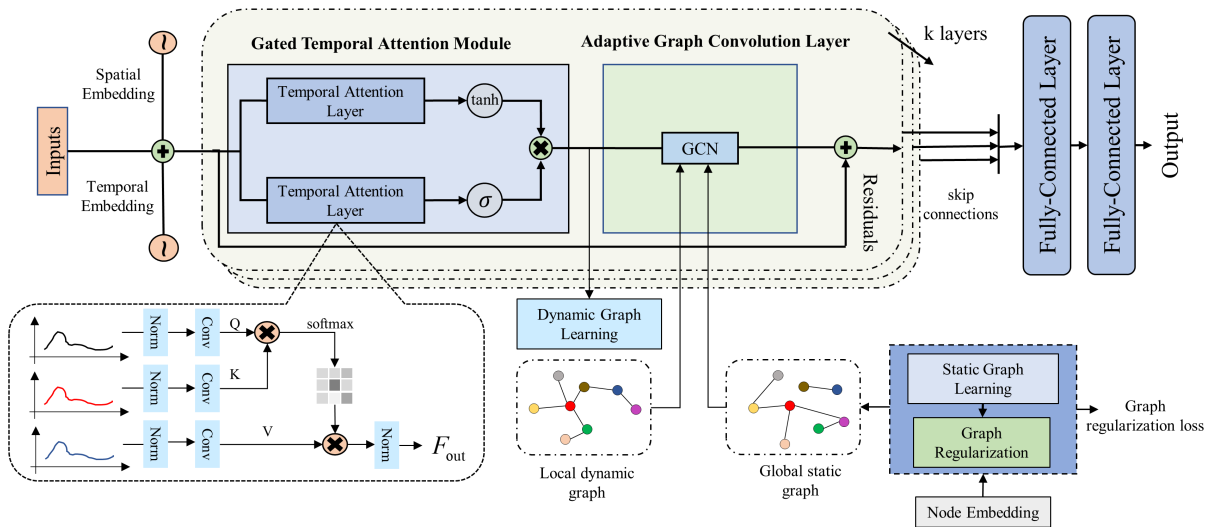 Gated Temporal Attention Module
Adaptive Graph Convolution Layer
k layers
Spatial
Embedding
Inputs
Temporal
Embedding
Temporal Attention
Layer
tanh
Temporal Attention
Layer
σ
GCN
Residuals
skip
connections
Fully-Connected Layer
Fully-Connected Layer
Output
Norm
Conv
Q
softmax
Norm
Conv
K
Norm
Conv
V
Norm
Fout
Dynamic Graph
Learning
Local dynamic
graph
Global static
graph
Static Graph
Learning
Graph
Regularization
Graph
regularization loss
Node Embedding